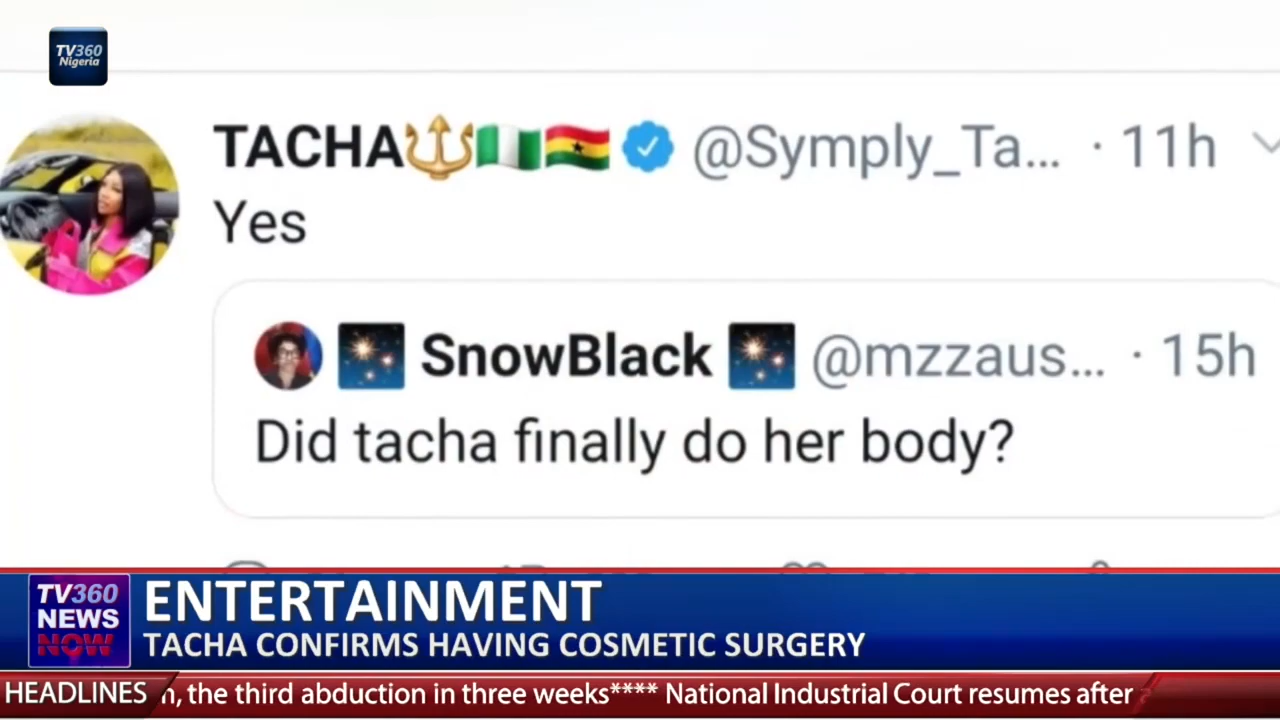 TV360
Nigeria
TACHA🔱🇳🇬🇬🇭 @Symply_Ta... · 11h
Yes
🎇 SnowBlack 🎇 @mzzaus... · 15h
Did tacha finally do her body?
TV360
NEWS
NOW
ENTERTAINMENT
TACHA CONFIRMS HAVING COSMETIC SURGERY
HEADLINES , the third abduction in three weeks**** National Industrial Court resumes after